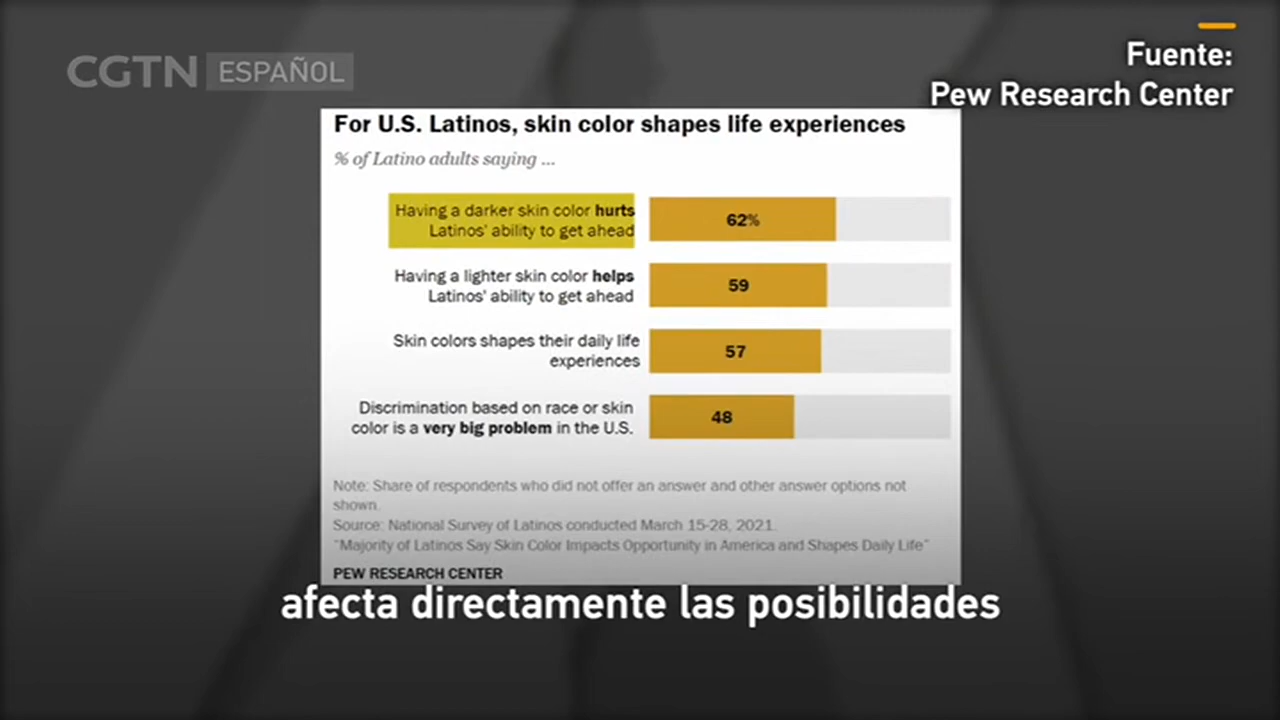 CGTN ESPAÑOL
Fuente:
Pew Research Center
For U.S. Latinos, skin color shapes life experiences
% of Latino adults saying ...
Having a darker skin color hurts
Latinos' ability to get ahead
62%
Having a lighter skin color helps
Latinos' ability to get ahead
59
Skin colors shapes their daily life
experiences
57
Discrimination based on race or skin
color is a very big problem in the U.S.
48
Note: Share of respondents who did not offer an answer and other answer options not
shown.
Source: National Survey of Latinos conducted March 15-28, 2021.
"Majority of Latinos Say Skin Color Impacts Opportunity in America and Shapes Daily Life"
PEW RESEARCH CENTER
afecta directamente las posibilidades